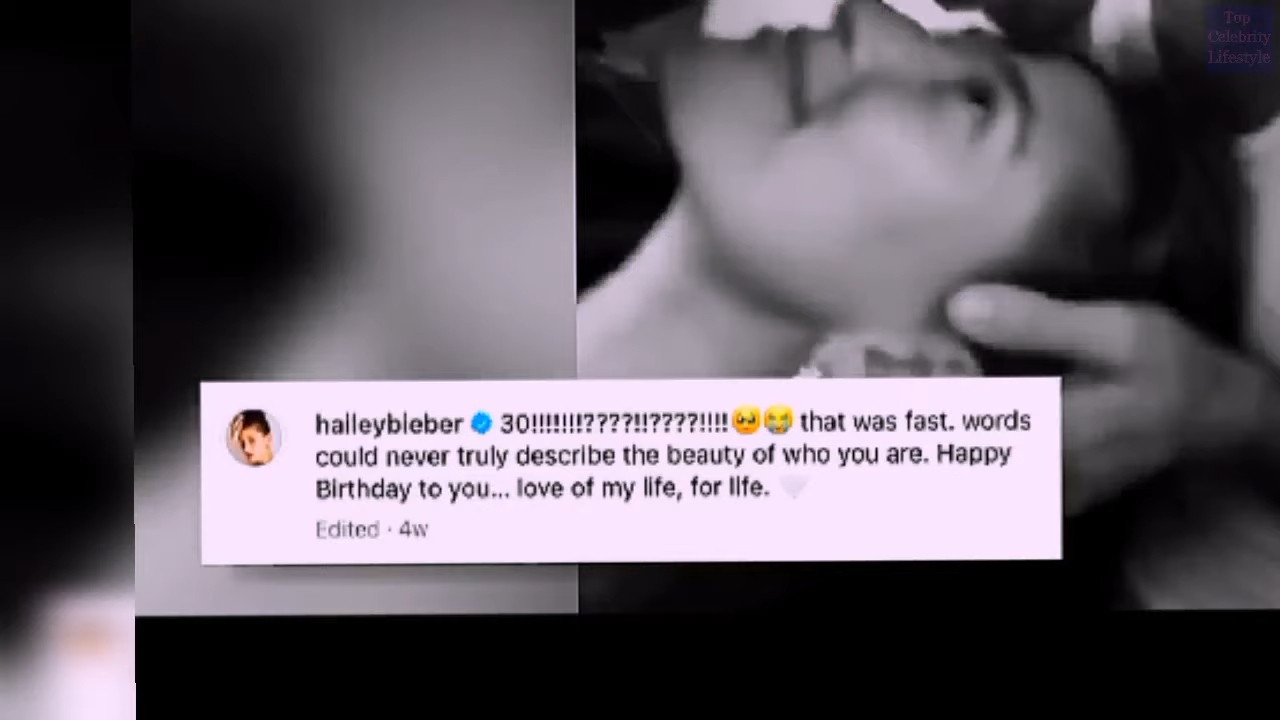 Top
Celebrity
Lifestyle
haileybieber 30!!!!!!!!????!!????!!!!🥺😭 that was fast. words
could never truly describe the beauty of who you are. Happy
Birthday to you... love of my life, for life. 🤍
Edited · 4w